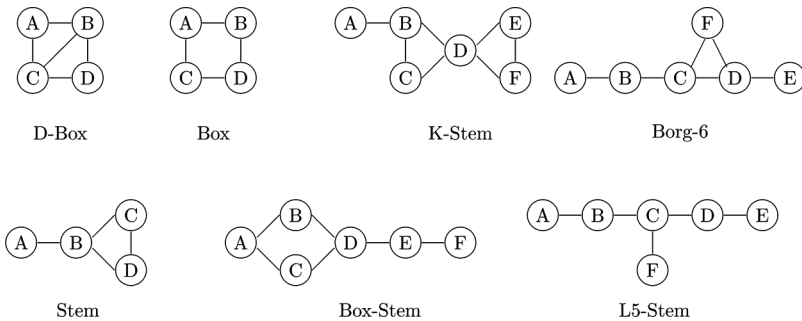 A B
C D
D-Box
A B
C D
Box
A B E
D
C F
K-Stem
F
A B C D E
Borg-6
C
A B
D
Stem
B
A D E F
C
Box-Stem
A B C D E
F
L5-Stem